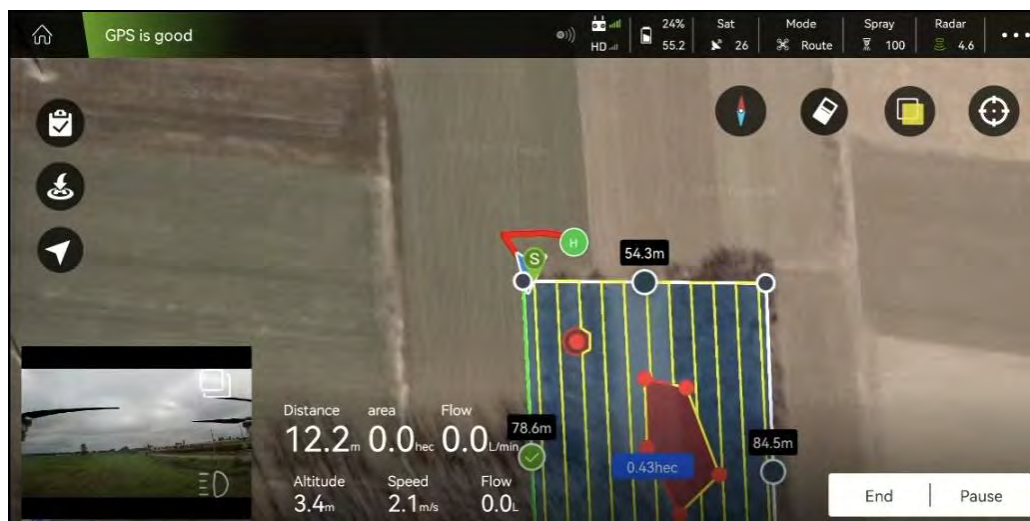 GPS is good
HD
24%
55.2
Sat
26
Mode
Route
Spray
100
Radar
4.6
H
S
54.3m
78.6m
84.5m
0.43hec
Distance area Flow
12.2m 0.0hec 0.0L/min
Altitude Speed Flow
3.4m 2.1m/s 0.0L
End Pause